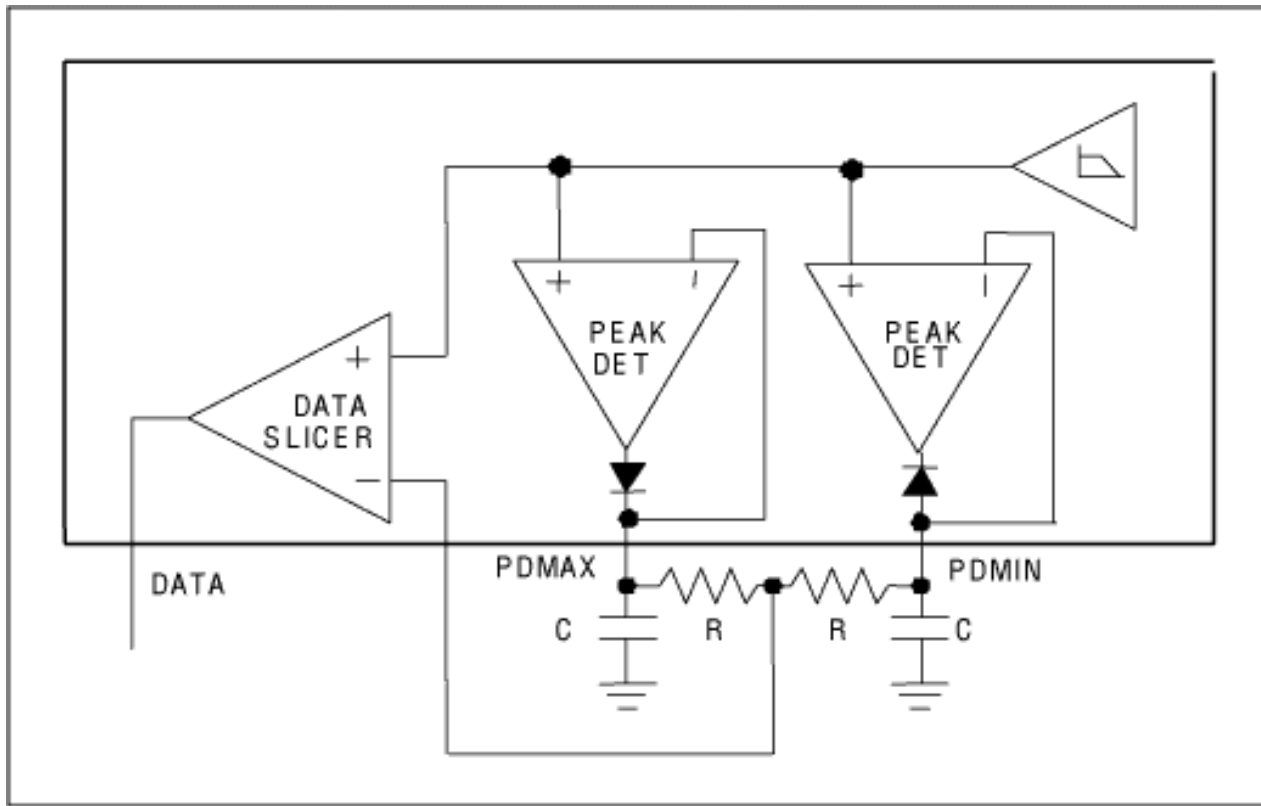 +
−
PEAK
DET
+
−
PEAK
DET
+
DATA
SLICER
−
DATA
PDMAX
PDMIN
C
R
R
C